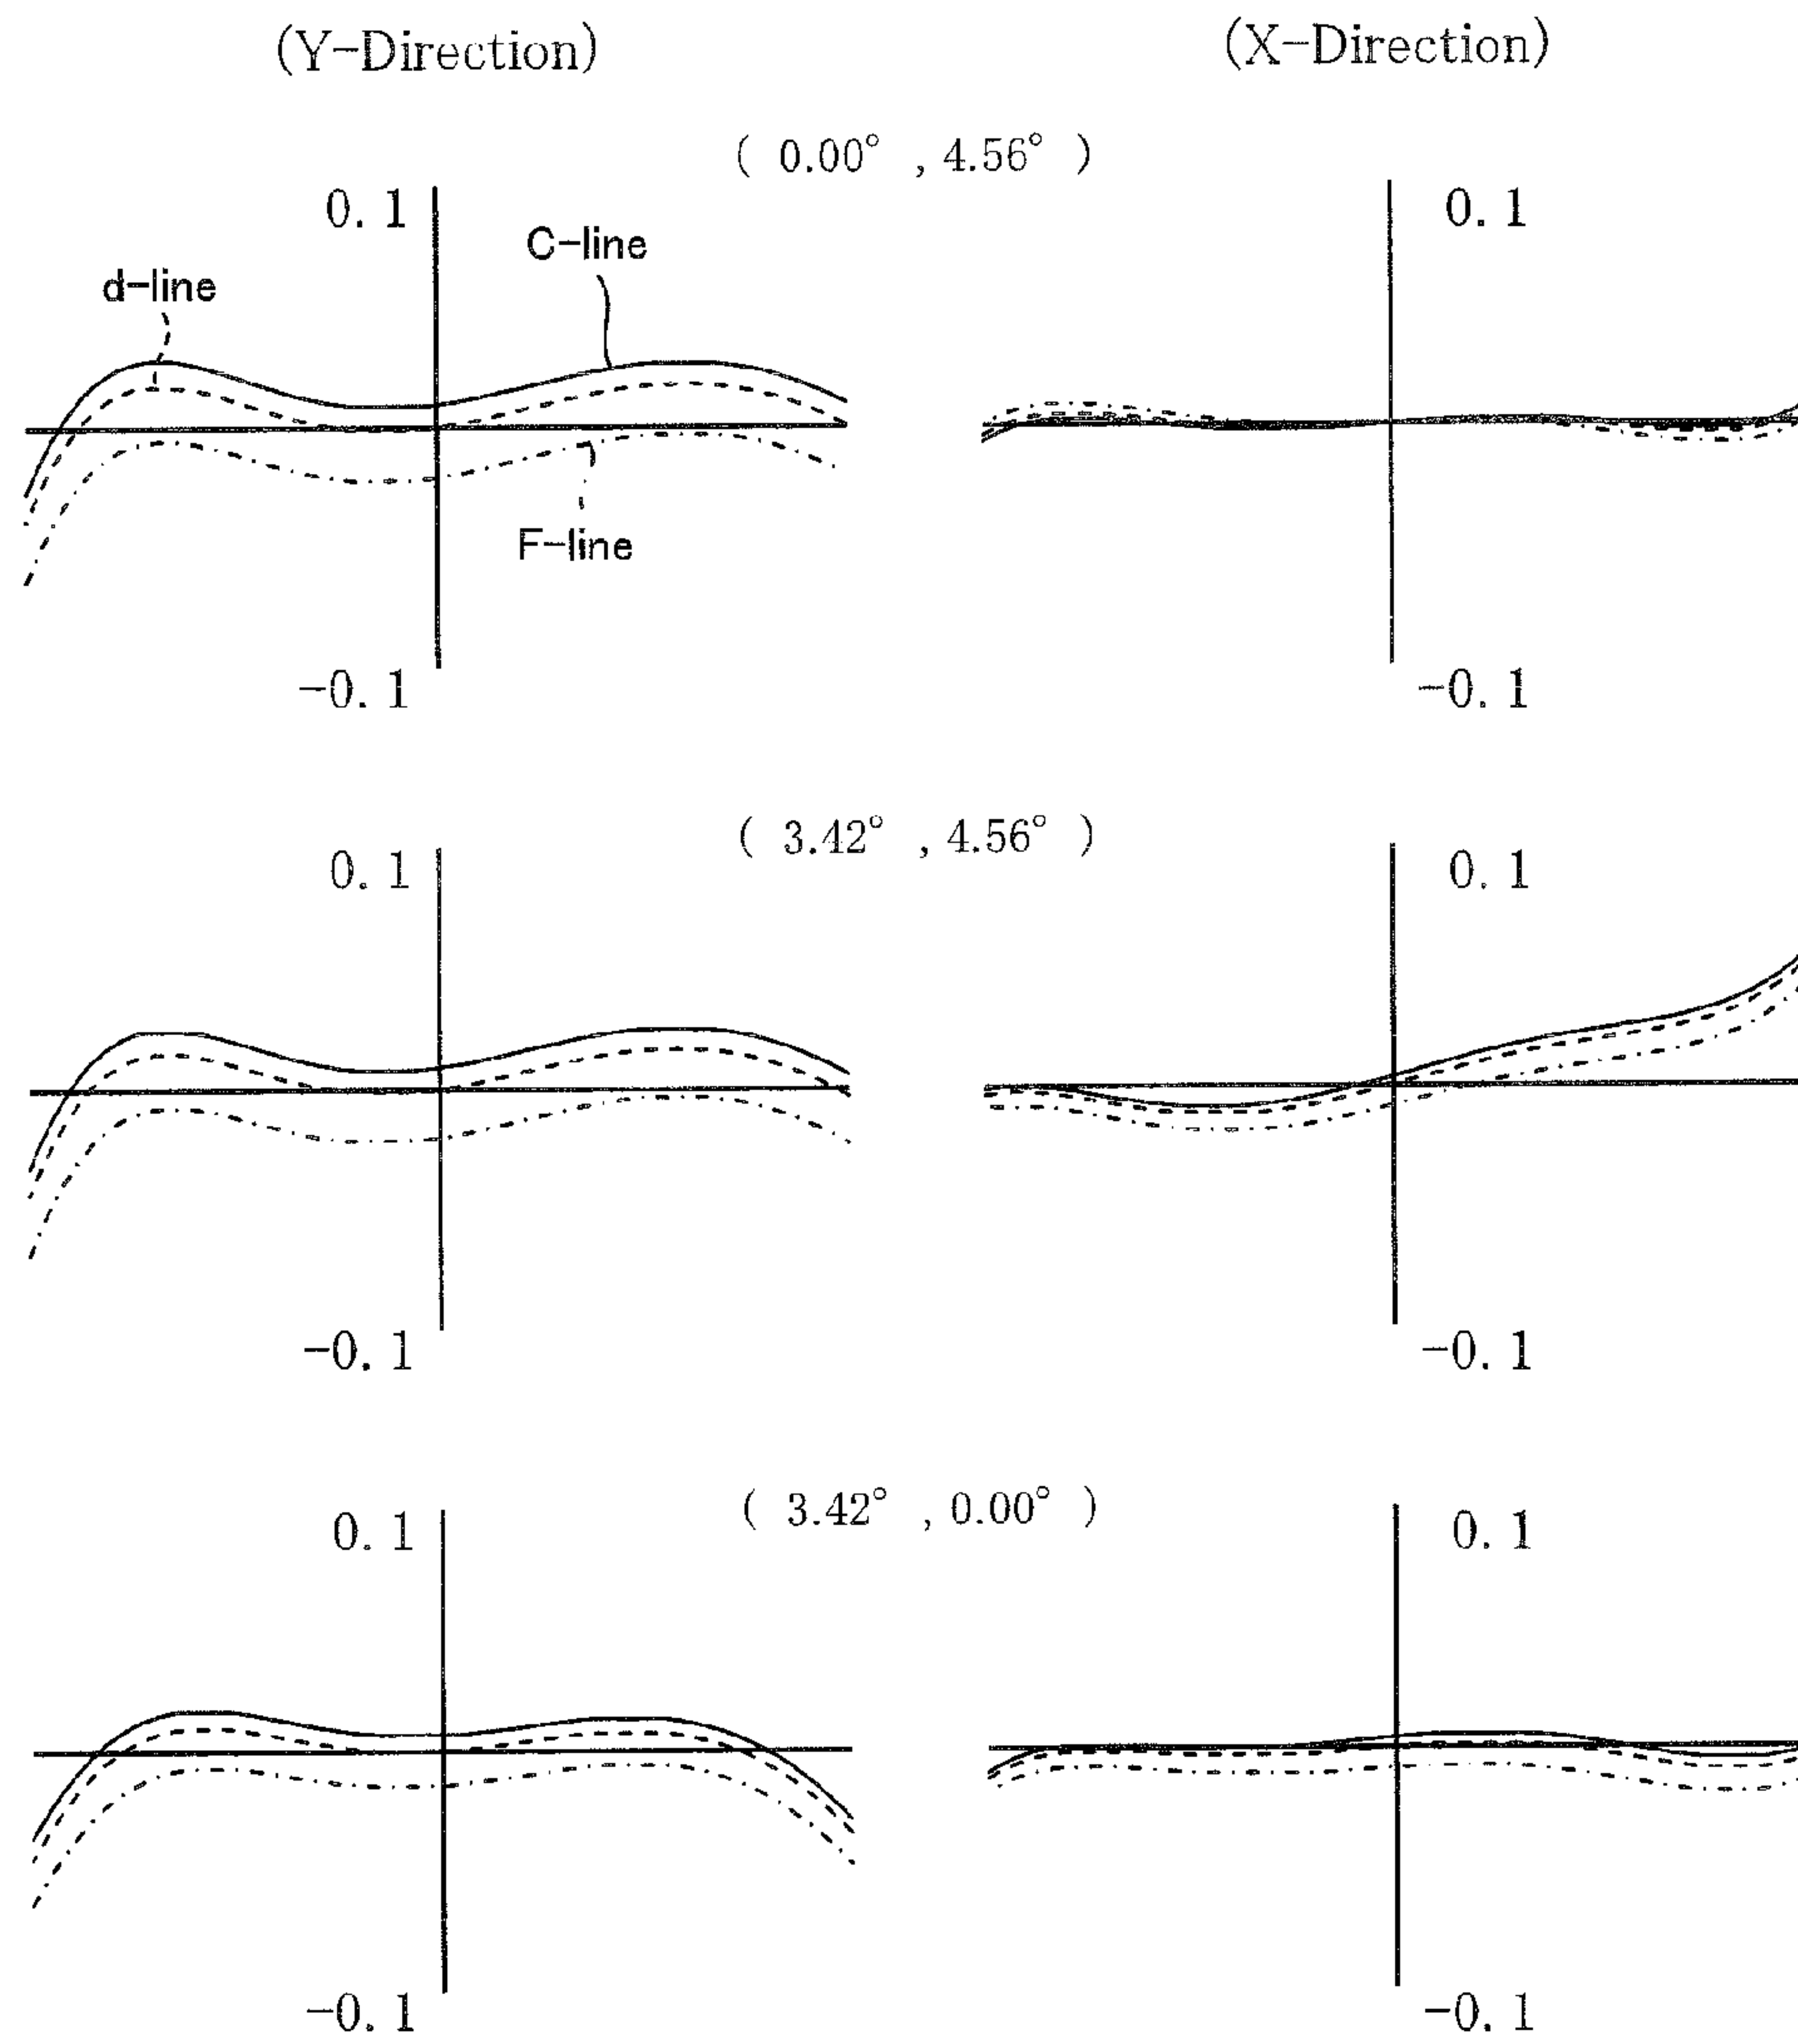 (Y-Direction) (X-Direction)
( 0.00° , 4.56° )
0.1 0.1
C-line
d-line
F-line
-0.1 -0.1
( 3.42° , 4.56° )
0.1 0.1
-0.1 -0.1
( 3.42° , 0.00° )
0.1 0.1
-0.1 -0.1